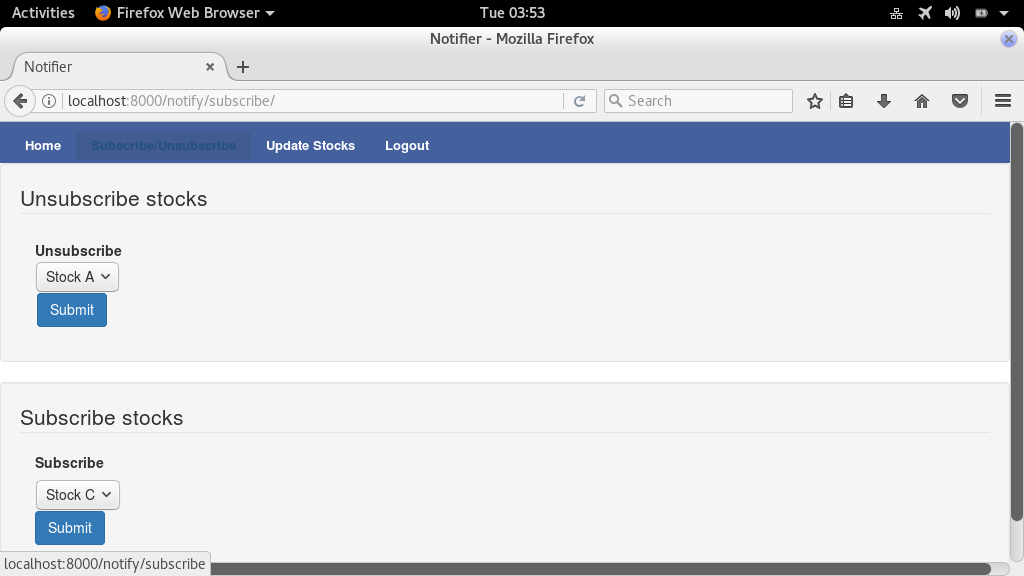 Activities Firefox Web Browser Tue 03:53
Notifier - Mozilla Firefox
Notifier
localhost:8000/notify/subscribe/ Search
Home Subscribe/Unsubscribe Update Stocks Logout
Unsubscribe stocks
Unsubscribe
Stock A
Submit
Subscribe stocks
Subscribe
Stock C
Submit
localhost:8000/notify/subscribe